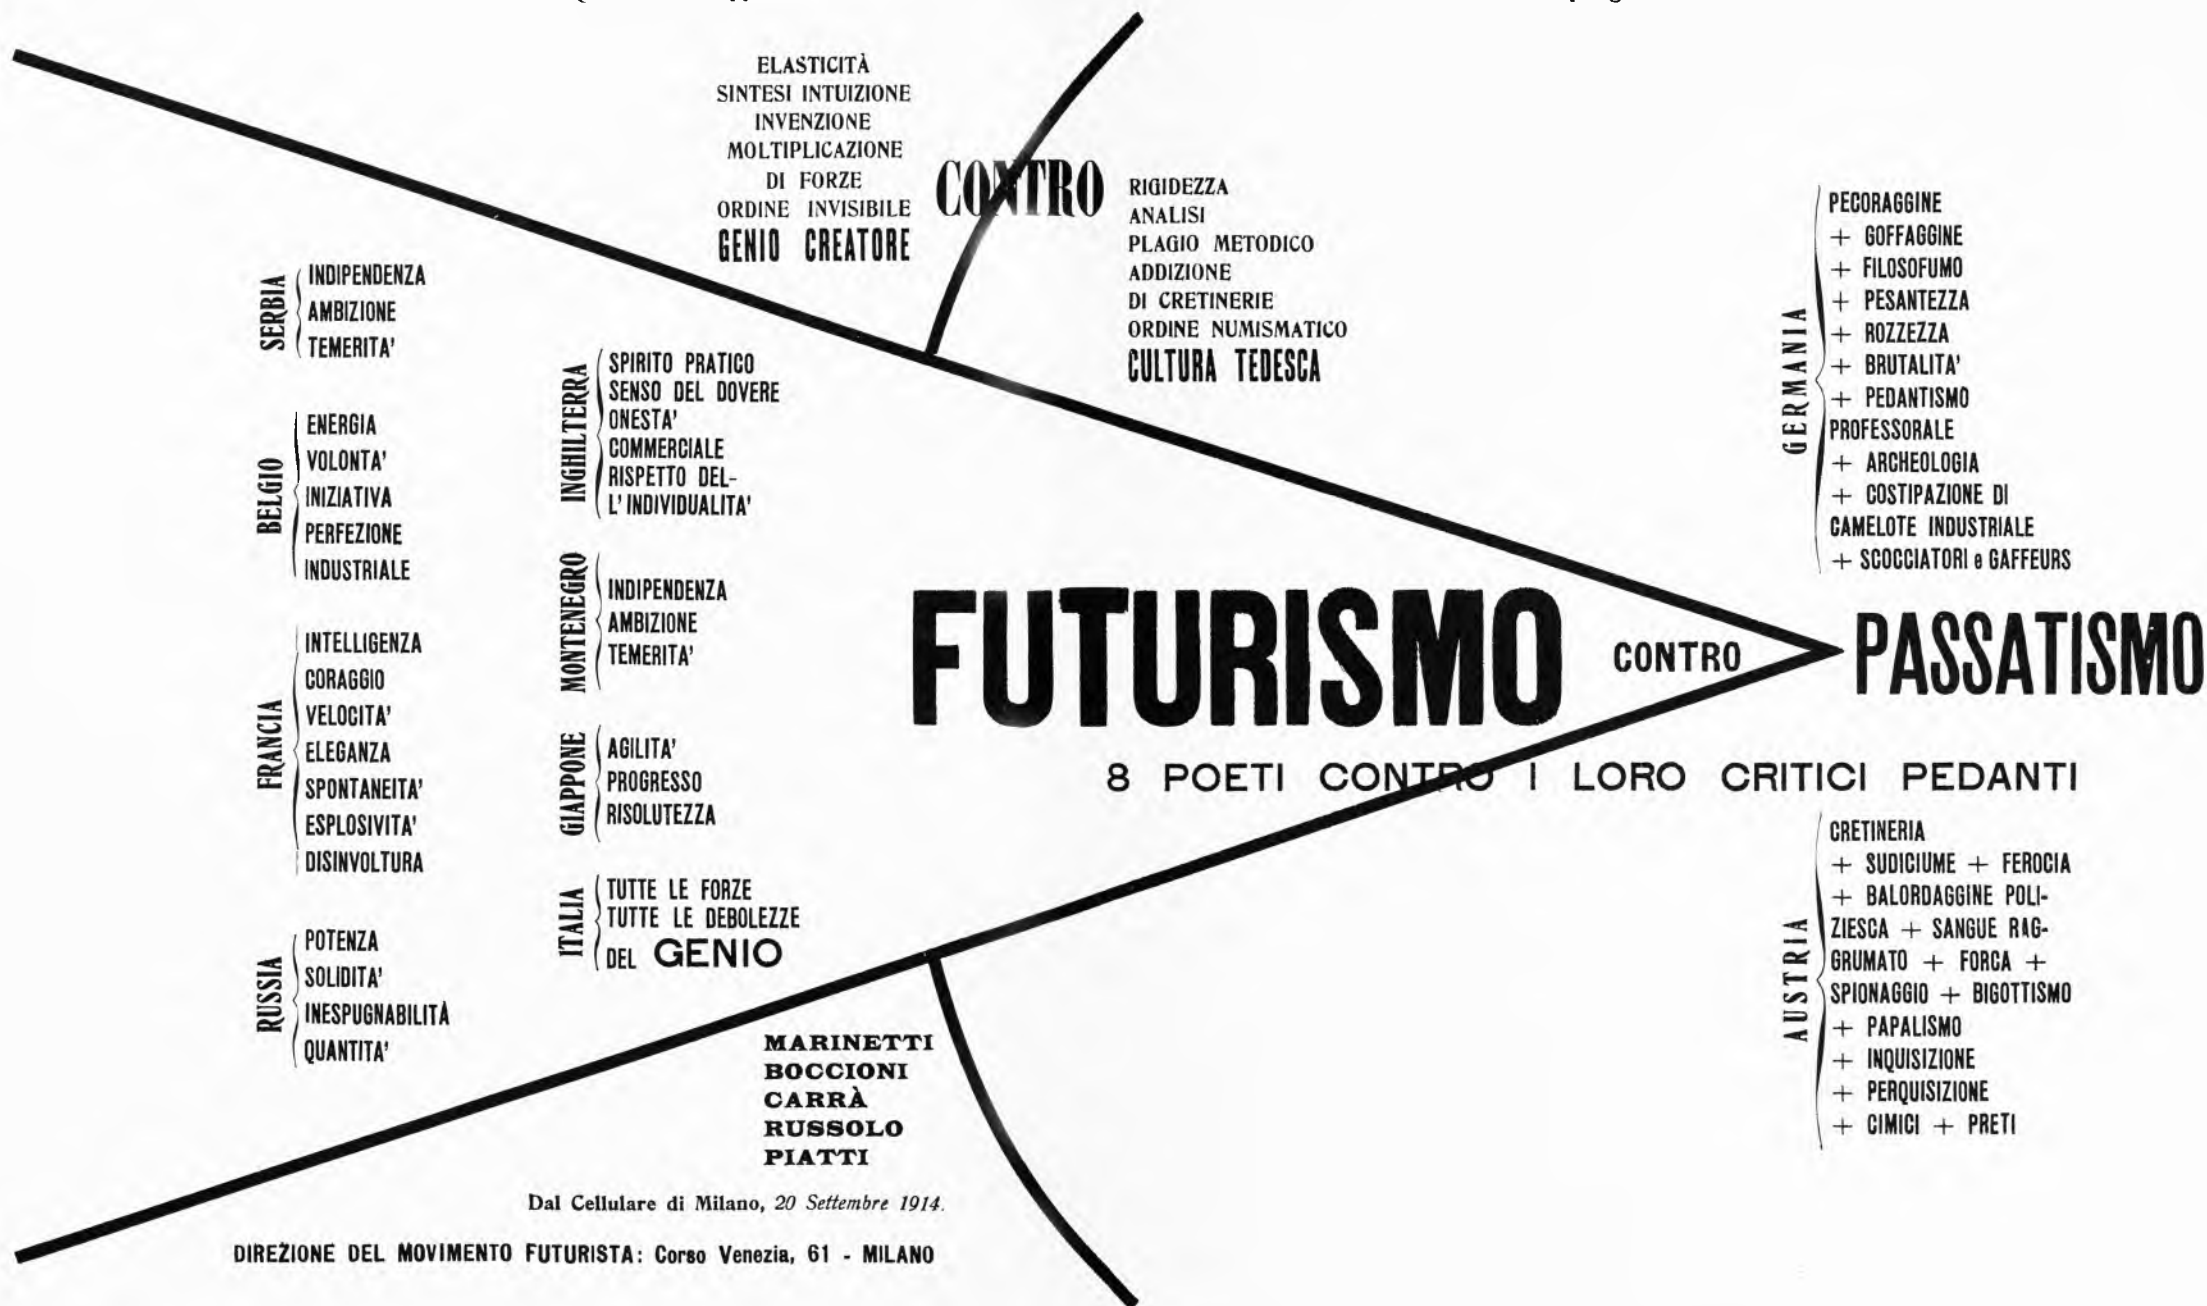 ELASTICITÀ
SINTESI INTUIZIONE
INVENZIONE
MOLTIPLICAZIONE
DI FORZE
ORDINE INVISIBILE
GENIO CREATORE
CONTRO
RIGIDEZZA
ANALISI
PLAGIO METODICO
ADDIZIONE
DI CRETINERIE
ORDINE NUMISMATICO
CULTURA TEDESCA
SERBIA
INDIPENDENZA
AMBIZIONE
TEMERITA'
BELGIO
ENERGIA
VOLONTA'
INIZIATIVA
PERFEZIONE
INDUSTRIALE
FRANCIA
INTELLIGENZA
CORAGGIO
VELOCITA'
ELEGANZA
SPONTANEITA'
ESPLOSIVITA'
DISINVOLTURA
RUSSIA
POTENZA
SOLIDITA'
INESPUGNABILITÀ
QUANTITA'
INGHILTERRA
SPIRITO PRATICO
SENSO DEL DOVERE
ONESTA'
COMMERCIALE
RISPETTO DEL-
L'INDIVIDUALITA'
MONTENEGRO
INDIPENDENZA
AMBIZIONE
TEMERITA'
GIAPPONE
AGILITA'
PROGRESSO
RISOLUTEZZA
ITALIA
TUTTE LE FORZE
TUTTE LE DEBOLEZZE
DEL GENIO
FUTURISMO CONTRO PASSATISMO
8 POETI CONTRO I LORO CRITICI PEDANTI
GERMANIA
PECORAGGINE
+ GOFFAGGINE
+ FILOSOFUMO
+ PESANTEZZA
+ ROZZEZZA
+ BRUTALITA'
+ PEDANTISMO
PROFESSORALE
+ ARCHEOLOGIA
+ COSTIPAZIONE DI
CAMELOTE INDUSTRIALE
+ SCOCCIATORI e GAFFEURS
AUSTRIA
CRETINERIA
+ SUDICIUME + FEROCIA
+ BALORDAGGINE POLI-
ZIESCA + SANGUE RAG-
GRUMATO + FORCA +
SPIONAGGIO + BIGOTTISMO
+ PAPALISMO
+ INQUISIZIONE
+ PERQUISIZIONE
+ CIMICI + PRETI
MARINETTI
BOCCIONI
CARRÀ
RUSSOLO
PIATTI
Dal Cellulare di Milano, 20 Settembre 1914.
DIREZIONE DEL MOVIMENTO FUTURISTA: Corso Venezia, 61 - MILANO